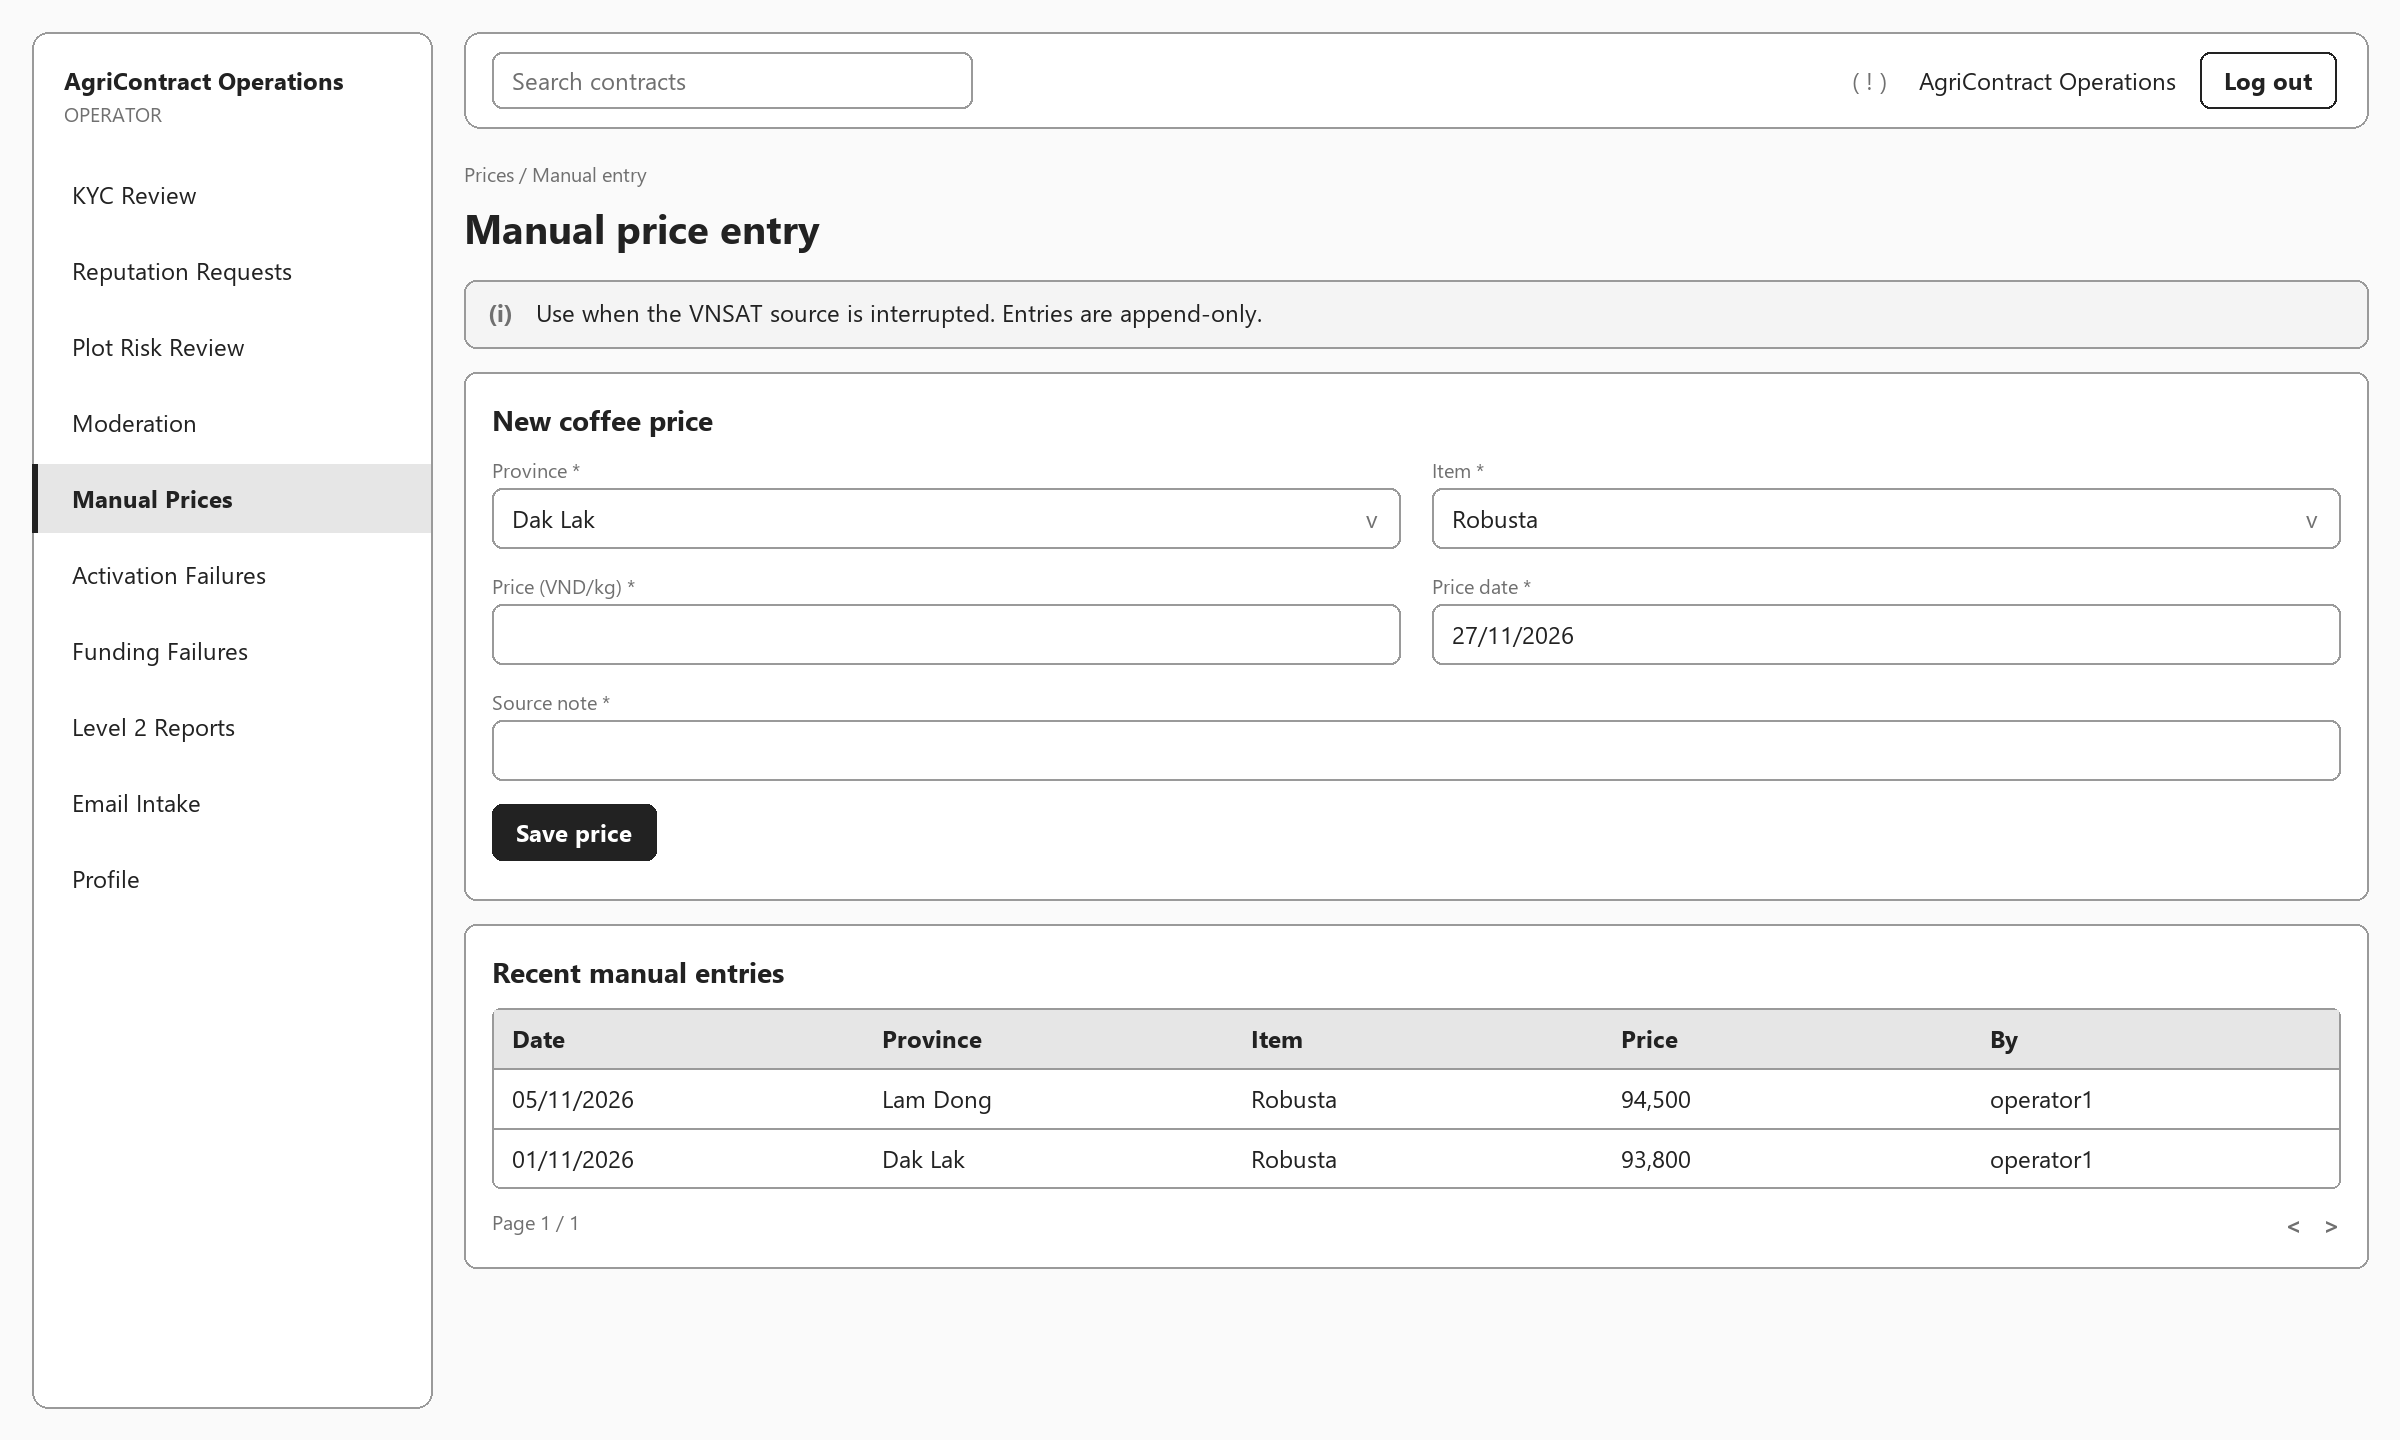 AgriContract Operations
OPERATOR
KYC Review
Reputation Requests
Plot Risk Review
Moderation
Manual Prices
Activation Failures
Funding Failures
Level 2 Reports
Email Intake
Profile
Search contracts
( ! ) AgriContract Operations Log out
Prices / Manual entry
Manual price entry
(i) Use when the VNSAT source is interrupted. Entries are append-only.
New coffee price
Province * Item *
Dak Lak v Robusta v
Price (VND/kg) * Price date *
27/11/2026
Source note *
Save price
Recent manual entries
Date Province Item Price By
05/11/2026 Lam Dong Robusta 94,500 operator1
01/11/2026 Dak Lak Robusta 93,800 operator1
Page 1 / 1 < >